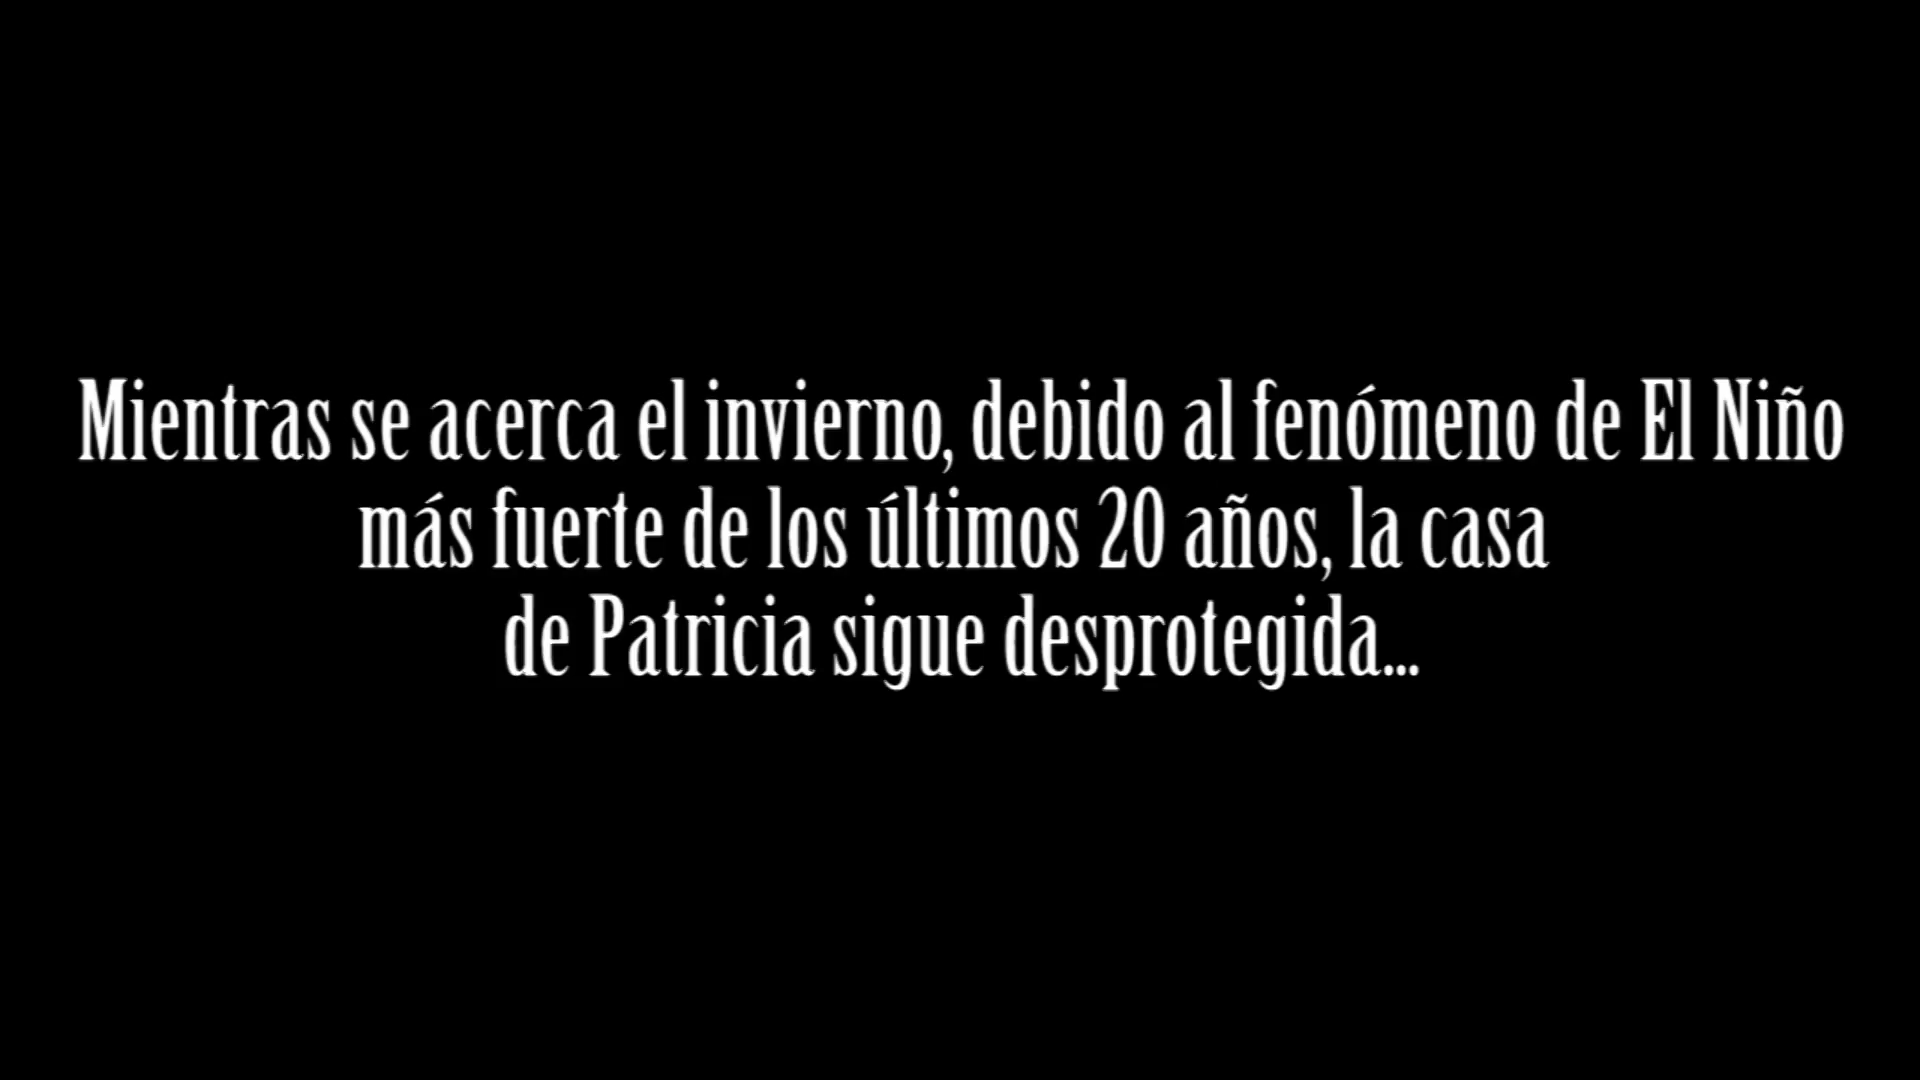 Mientras se acerca el invierno, debido al fenómeno de El Niño
más fuerte de los últimos 20 años, la casa
de Patricia sigue desprotegida...